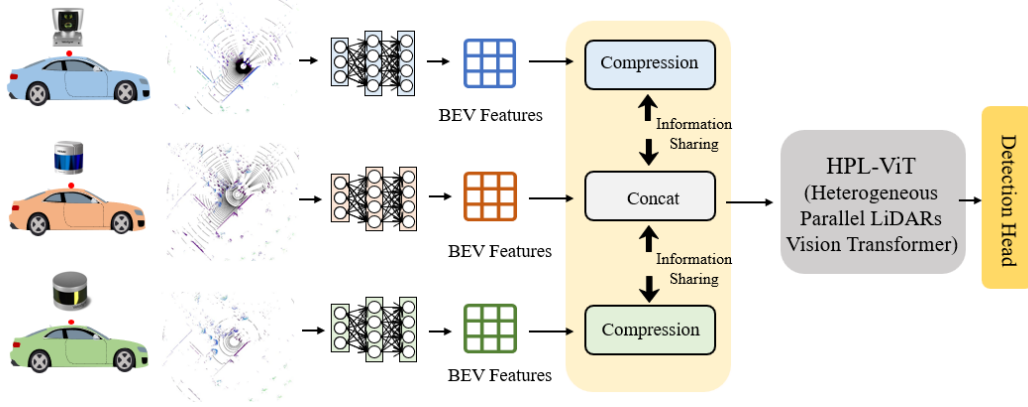 Compression
BEV Features
Information
Sharing
Concat
BEV Features
Information
Sharing
Compression
BEV Features
HPL-ViT
(Heterogeneous
Parallel LiDARs
Vision Transformer)
Detection Head